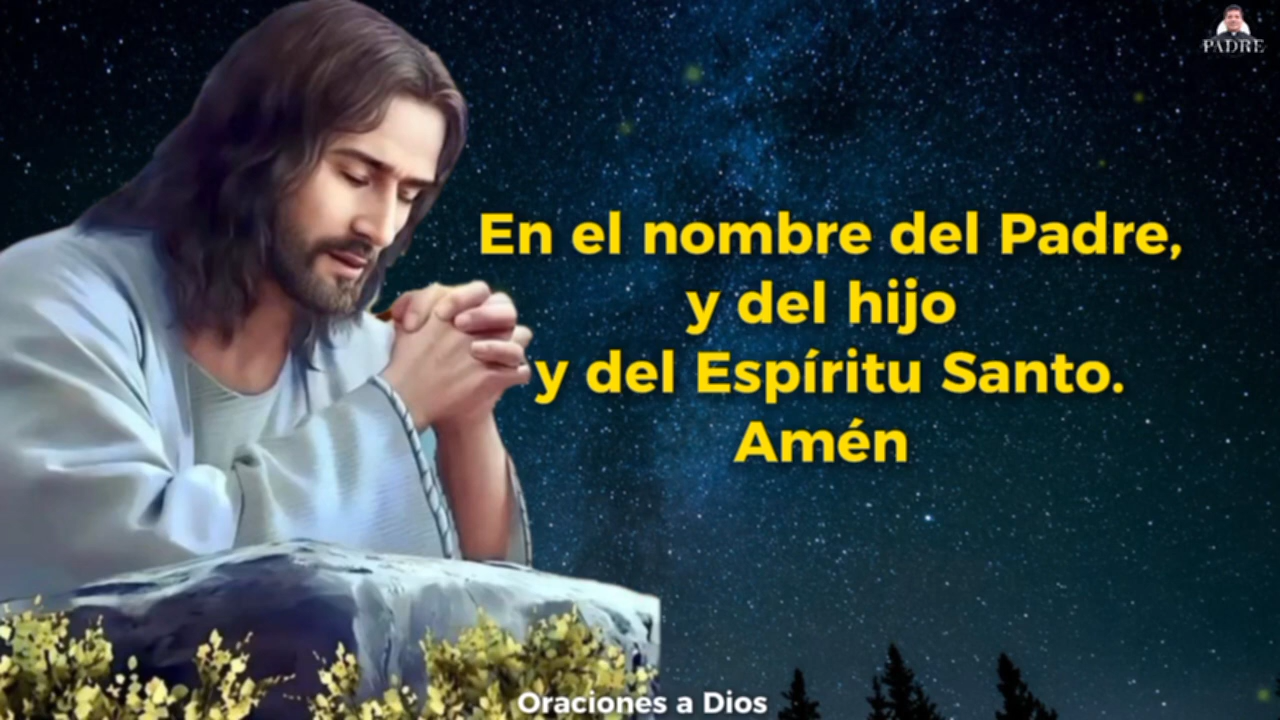 PADRE
En el nombre del Padre,
y del hijo
y del Espíritu Santo.
Amén
Oraciones a Dios